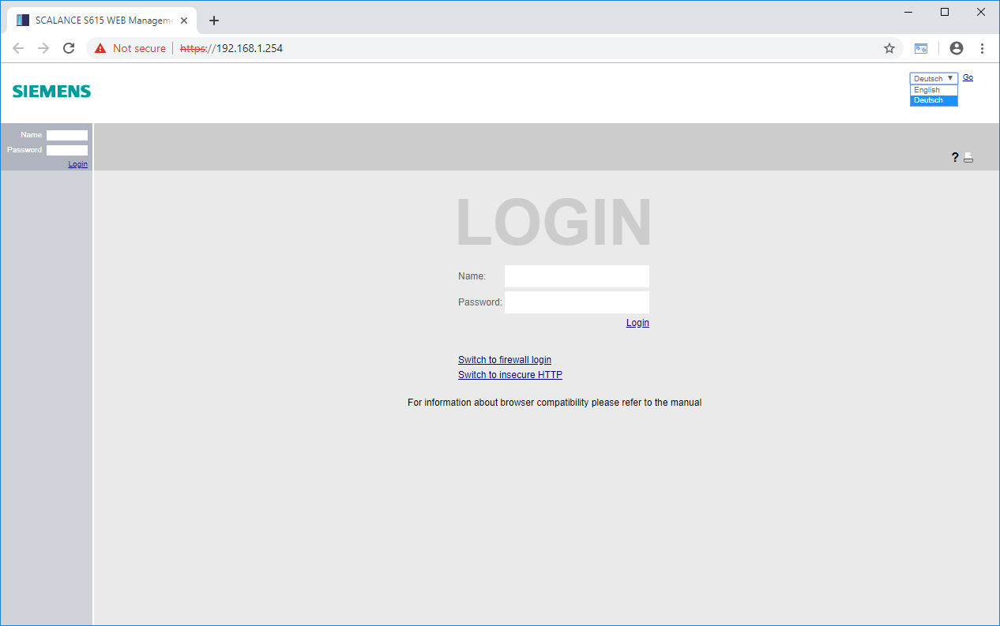 SCALANCE S615 WEB Manageme
Not secure https://192.168.1.254
SIEMENS
Deutsch Go
English
Deutsch
Name
Password
Login
?
LOGIN
Name:
Password:
Login
Switch to firewall login
Switch to insecure HTTP
For information about browser compatibility please refer to the manual